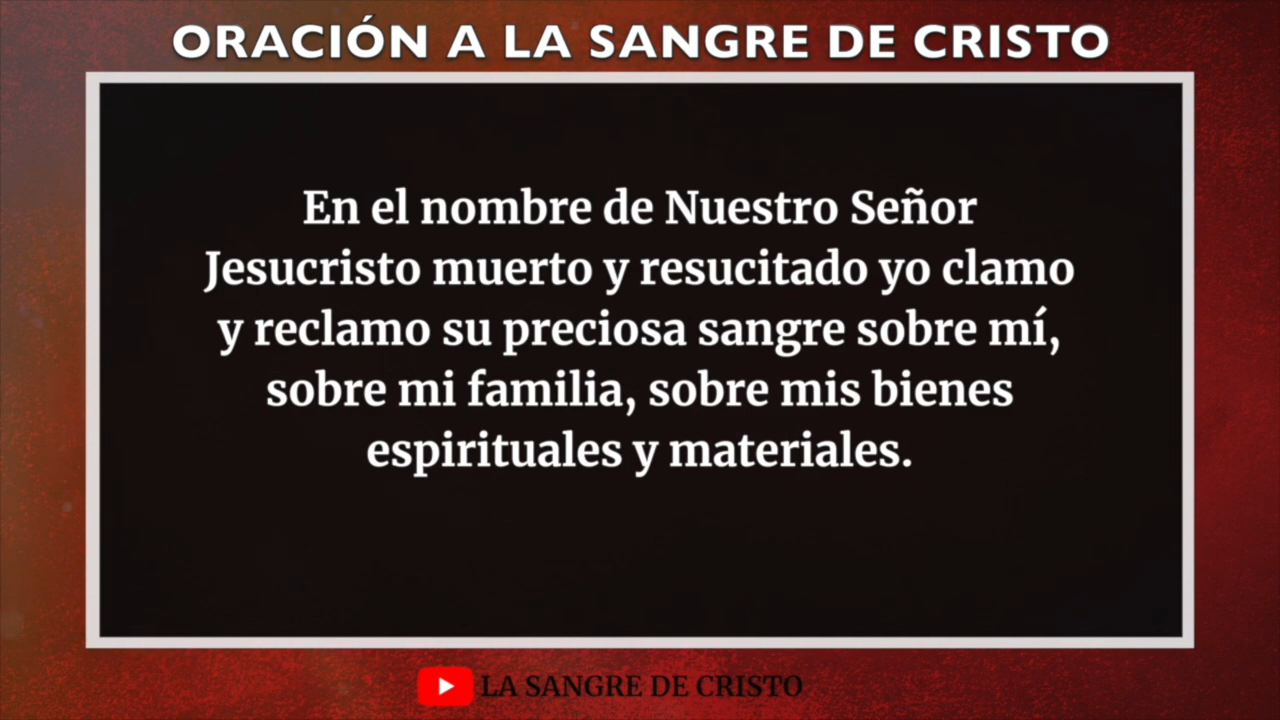 ORACIÓN A LA SANGRE DE CRISTO
En el nombre de Nuestro Señor
Jesucristo muerto y resucitado yo clamo
y reclamo su preciosa sangre sobre mí,
sobre mi familia, sobre mis bienes
espirituales y materiales.
LA SANGRE DE CRISTO